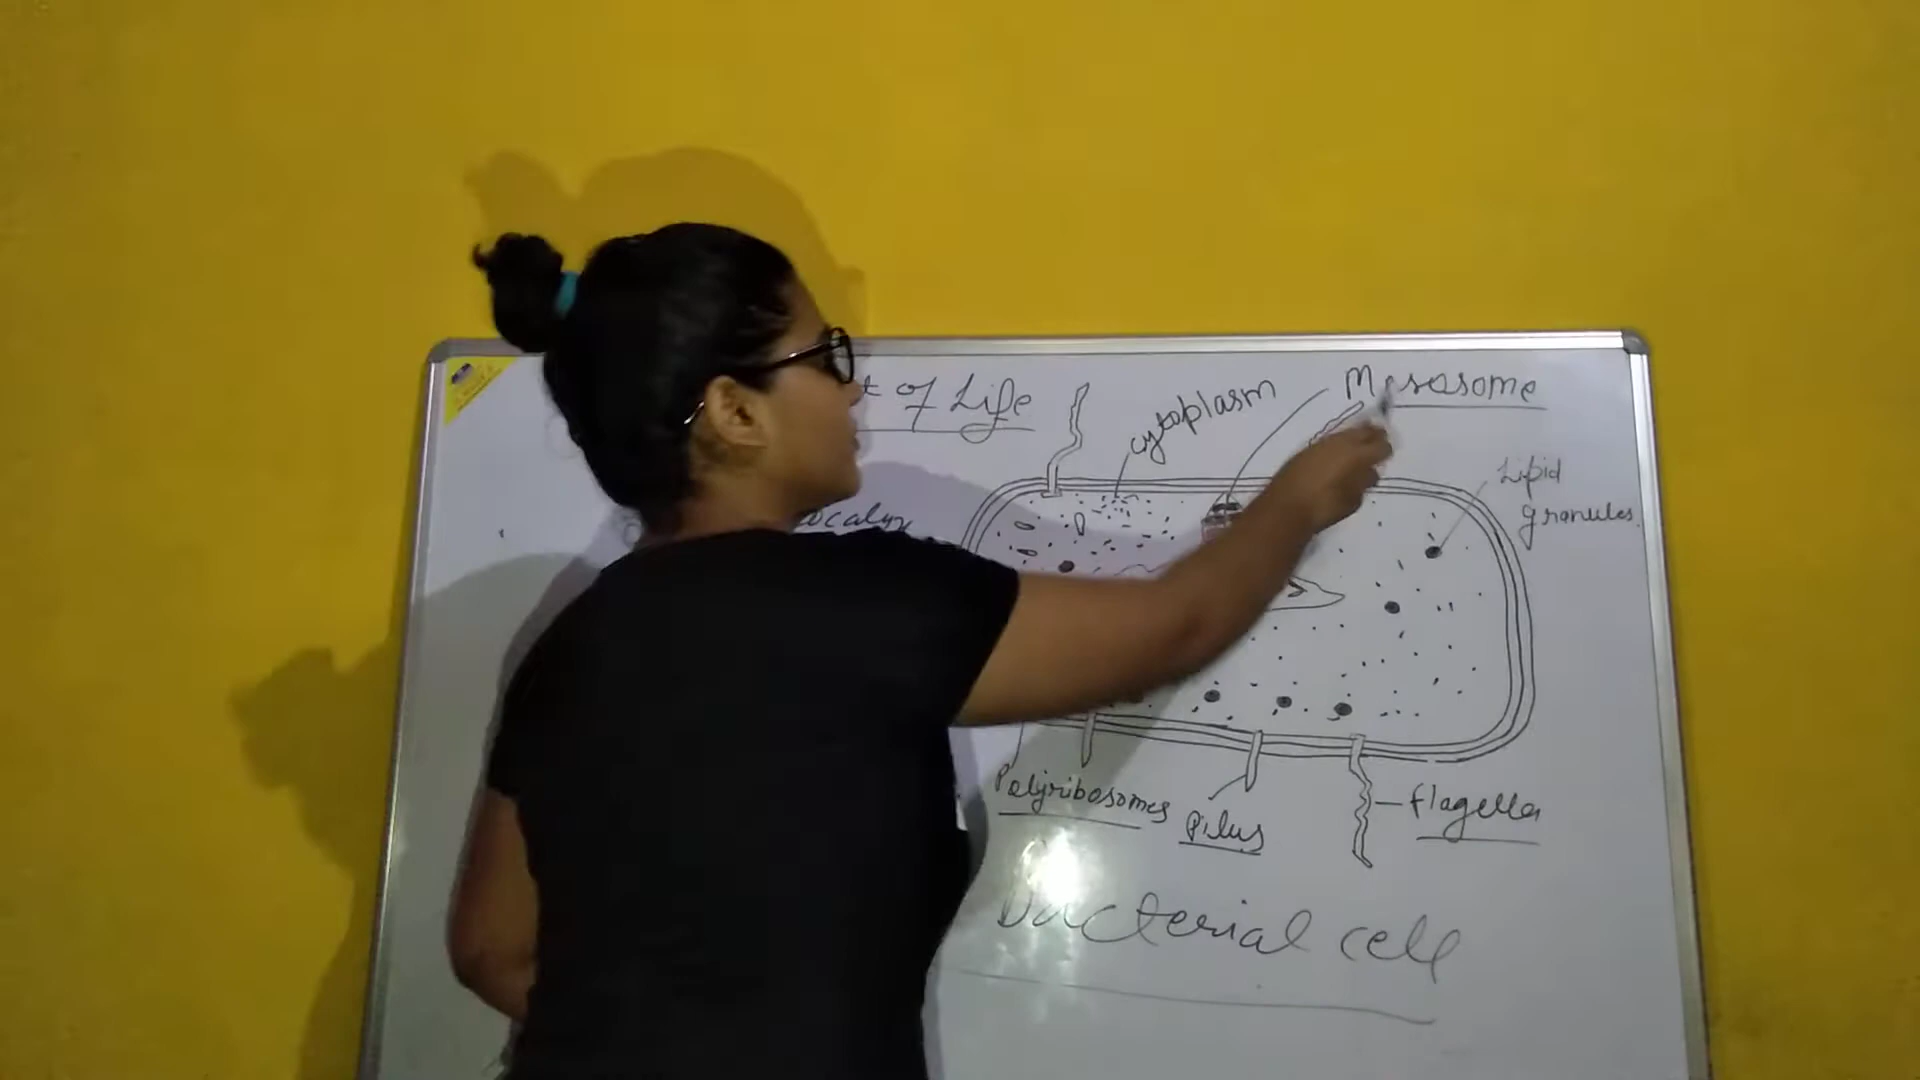 of Life
cytoplasm
Mesosome
Lipid
granules
Polyribosomes
Pilus
flagella
Bacterial cell